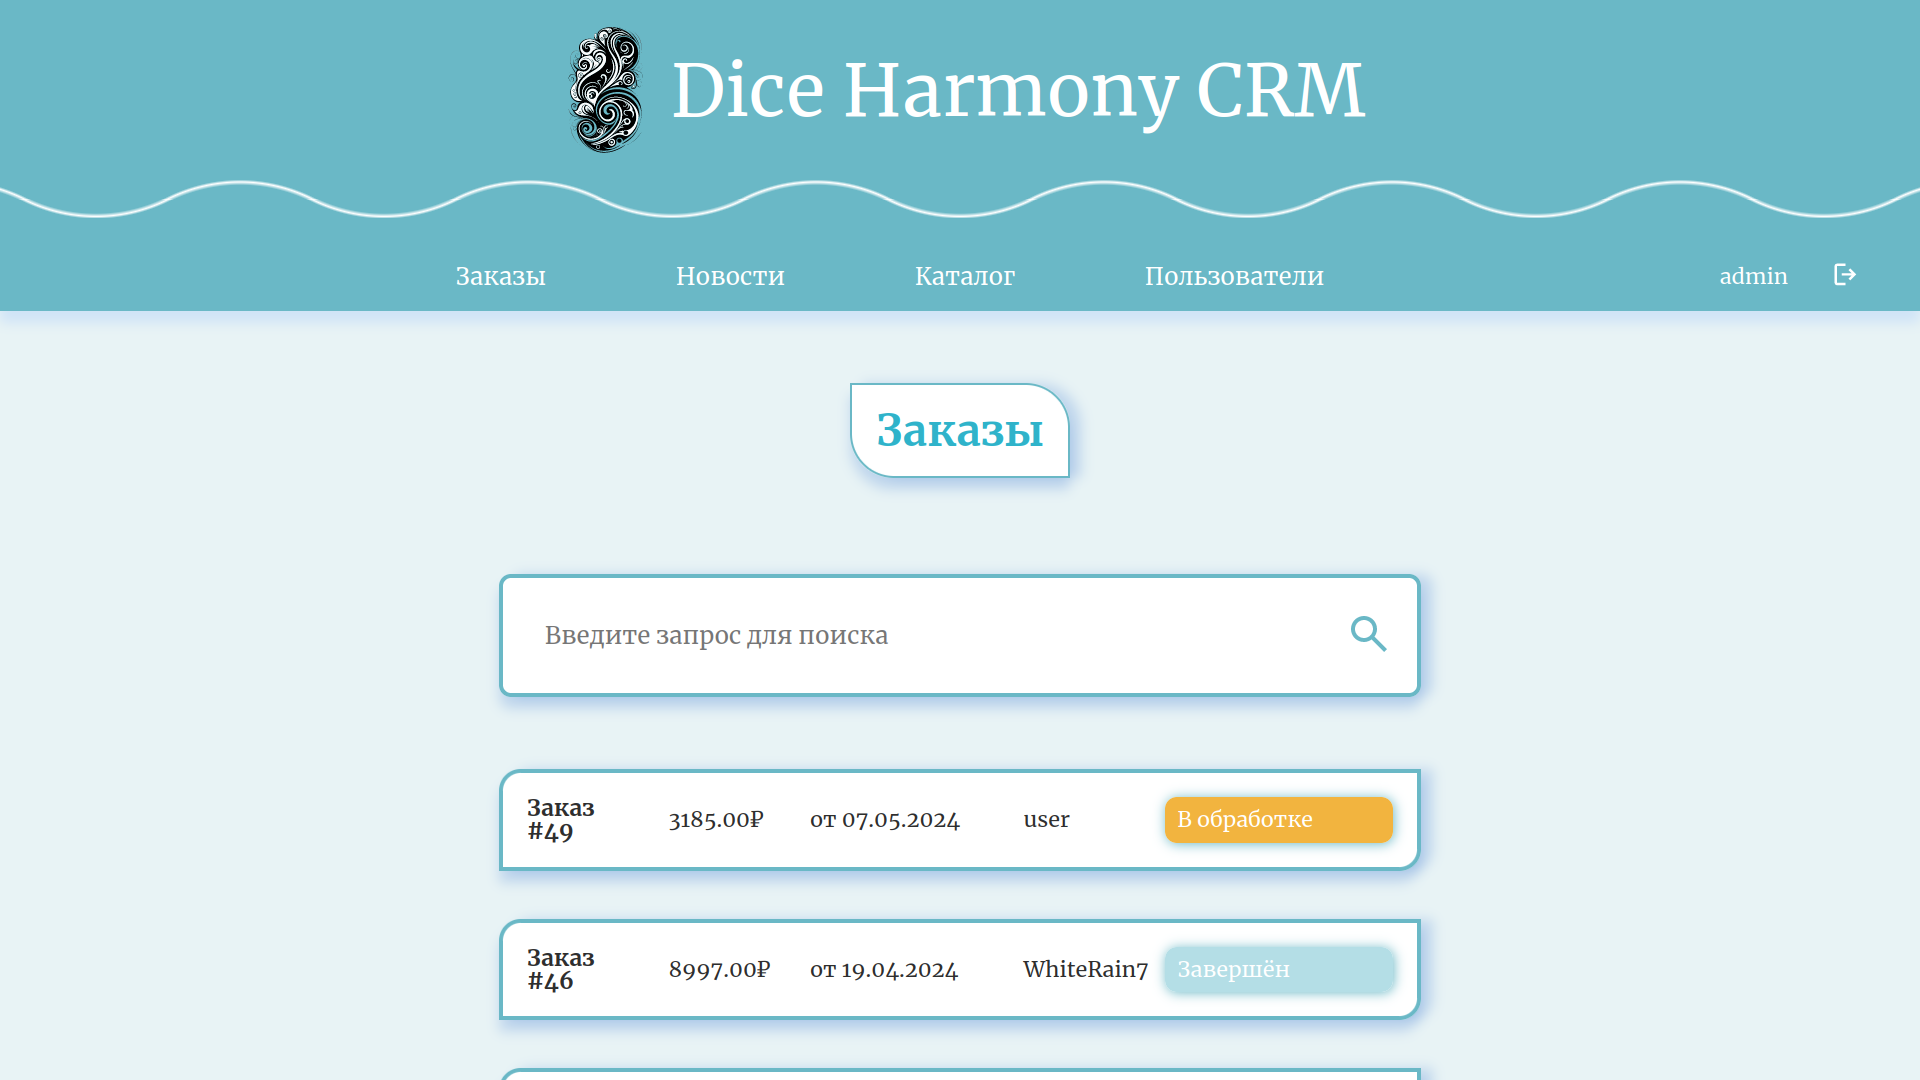 Dice Harmony CRM
Заказы Новости Каталог Пользователи admin
Заказы
Введите запрос для поиска
Заказ #49 3185.00₽ от 07.05.2024 user В обработке
Заказ #46 8997.00₽ от 19.04.2024 WhiteRain7 Завершён